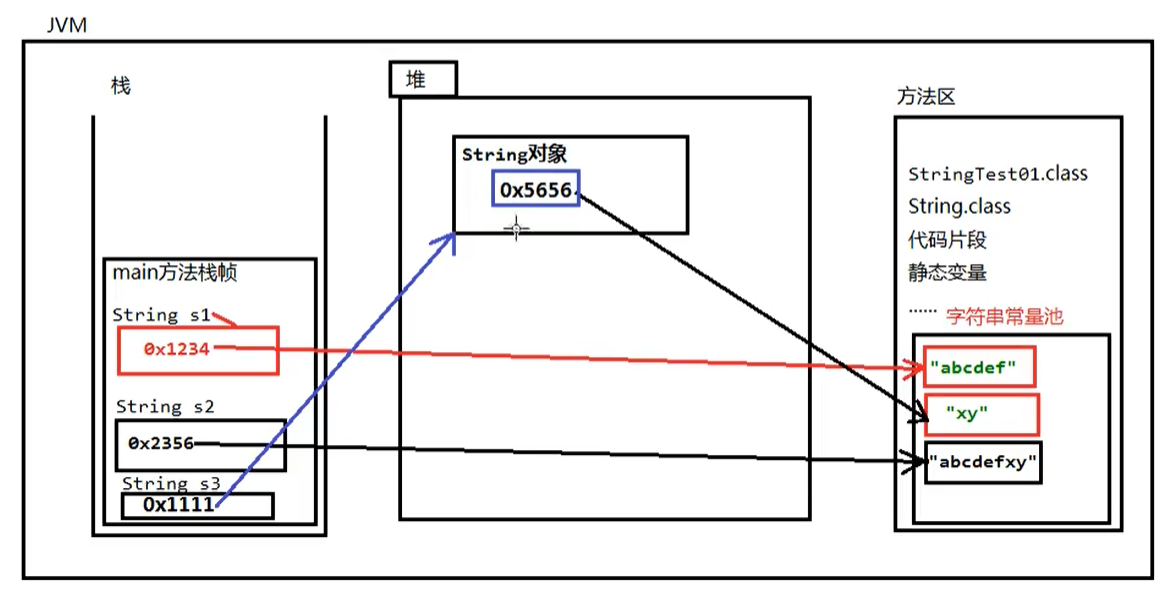 JVM
栈
堆
方法区
String对象
0x5656
StringTest01.class
String.class
代码片段
静态变量
...... 字符串常量池
main方法栈帧
String s1
0x1234
"abcdef"
String s2
"xy"
0x2356
"abcdefxy"
String s3
0x1111